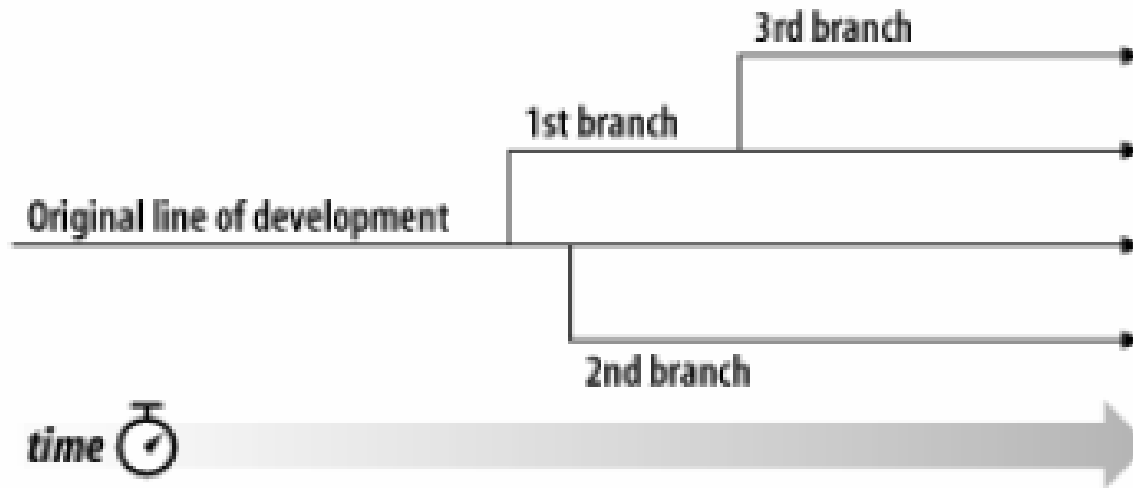 3rd branch
1st branch
Original line of development
2nd branch
time